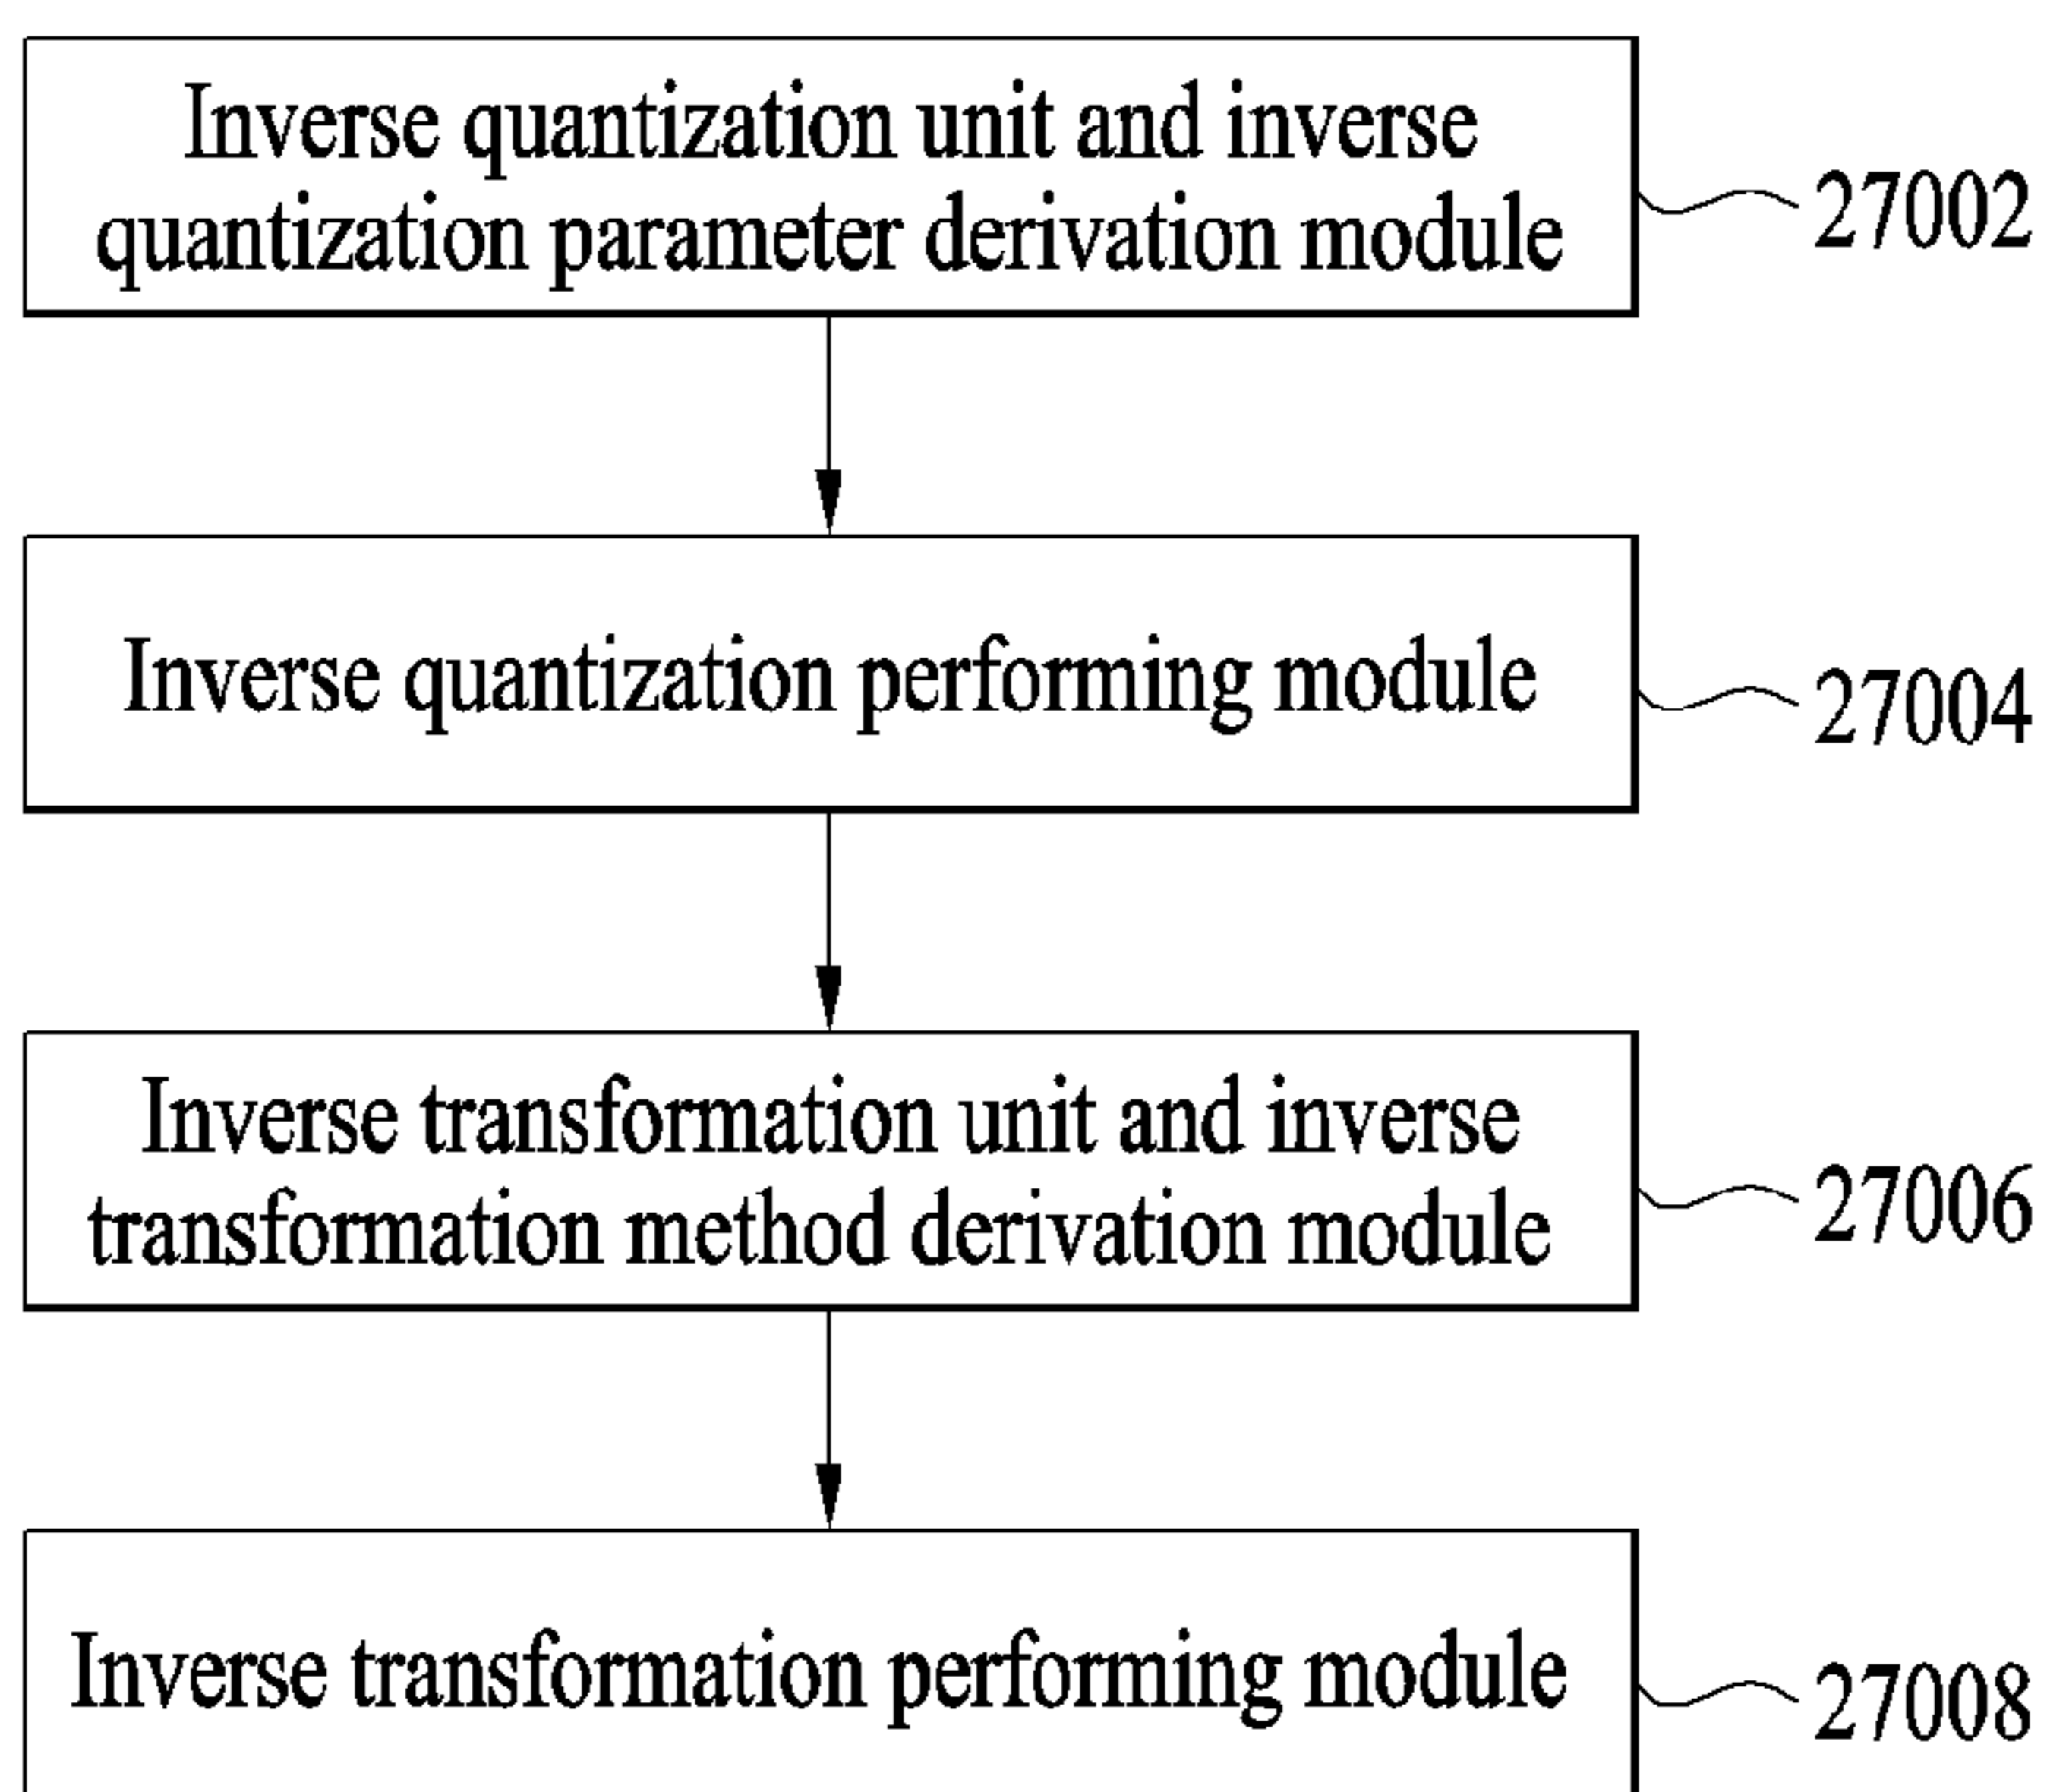 Inverse quantization unit and inverse
quantization parameter derivation module
27002
Inverse quantization performing module
27004
Inverse transformation unit and inverse
transformation method derivation module
27006
Inverse transformation performing module
27008